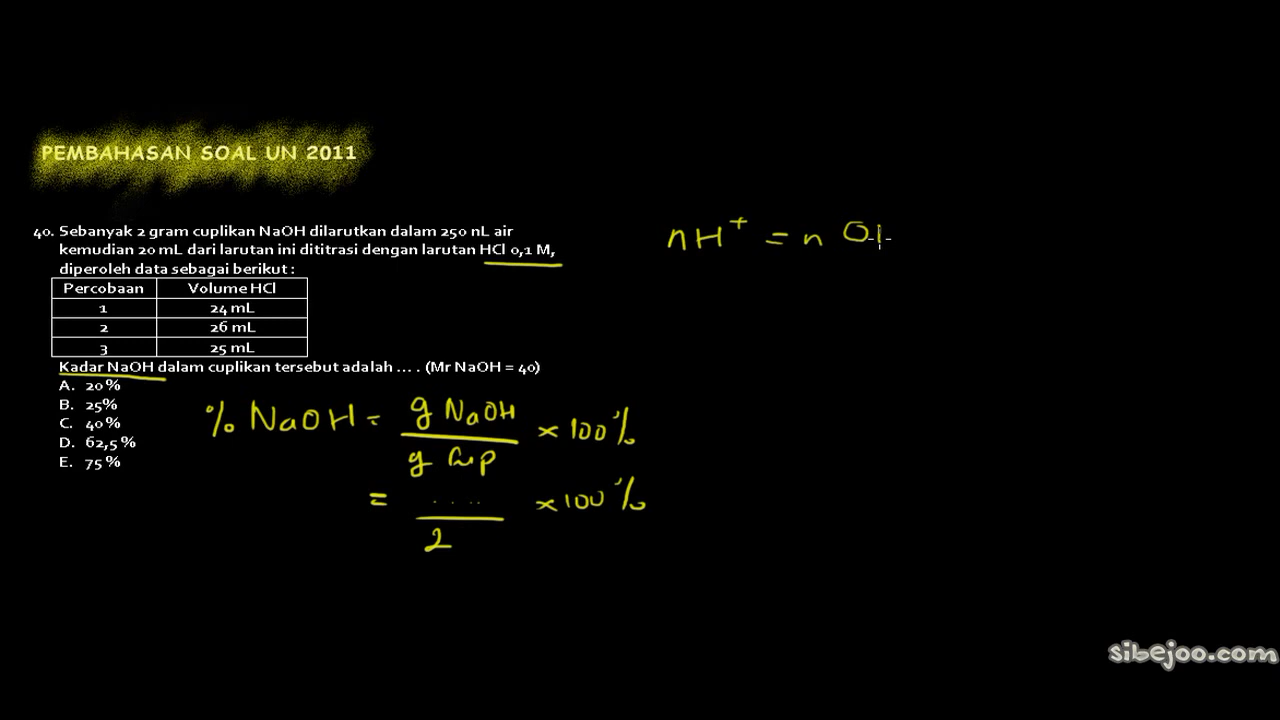 PEMBAHASAN SOAL UN 2011
40. Sebanyak 2 gram cuplikan NaOH dilarutkan dalam 250 nL air
kemudian 20 mL dari larutan ini dititrasi dengan larutan HCl 0,1 M,
diperoleh data sebagai berikut :
Percobaan Volume HCl
1 24 mL
2 26 mL
3 25 mL
Kadar NaOH dalam cuplikan tersebut adalah ... . (Mr NaOH = 40)
A. 20%
B. 25%
C. 40%
D. 62,5%
E. 75%
% NaOH = g NaOH × 100%
g cup
= .... × 100%
2
nH+ = n O
sibejoo.com